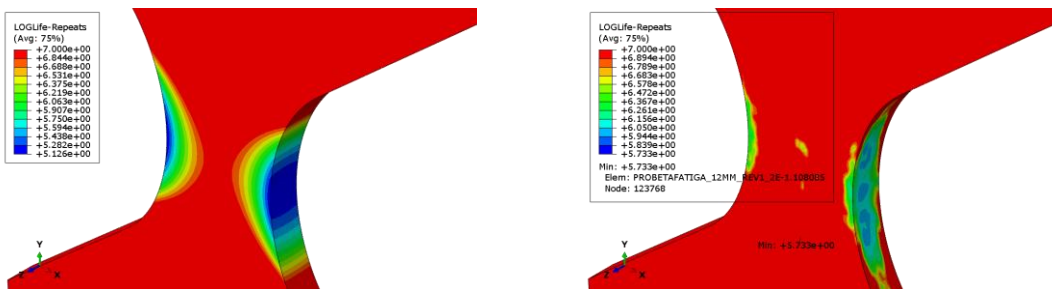 LOGLife-Repeats
(Avg: 75%)
+7.000e+00
+6.844e+00
+6.688e+00
+6.531e+00
+6.375e+00
+6.219e+00
+6.063e+00
+5.907e+00
+5.750e+00
+5.594e+00
+5.438e+00
+5.282e+00
+5.126e+00
Y
Z
X
LOGLife-Repeats
(Avg: 75%)
+7.000e+00
+6.894e+00
+6.789e+00
+6.683e+00
+6.578e+00
+6.472e+00
+6.367e+00
+6.261e+00
+6.156e+00
+6.050e+00
+5.944e+00
+5.839e+00
+5.733e+00
Min: +5.733e+00
Node: 123768
Min: +5.733e+00
Y
Z
X